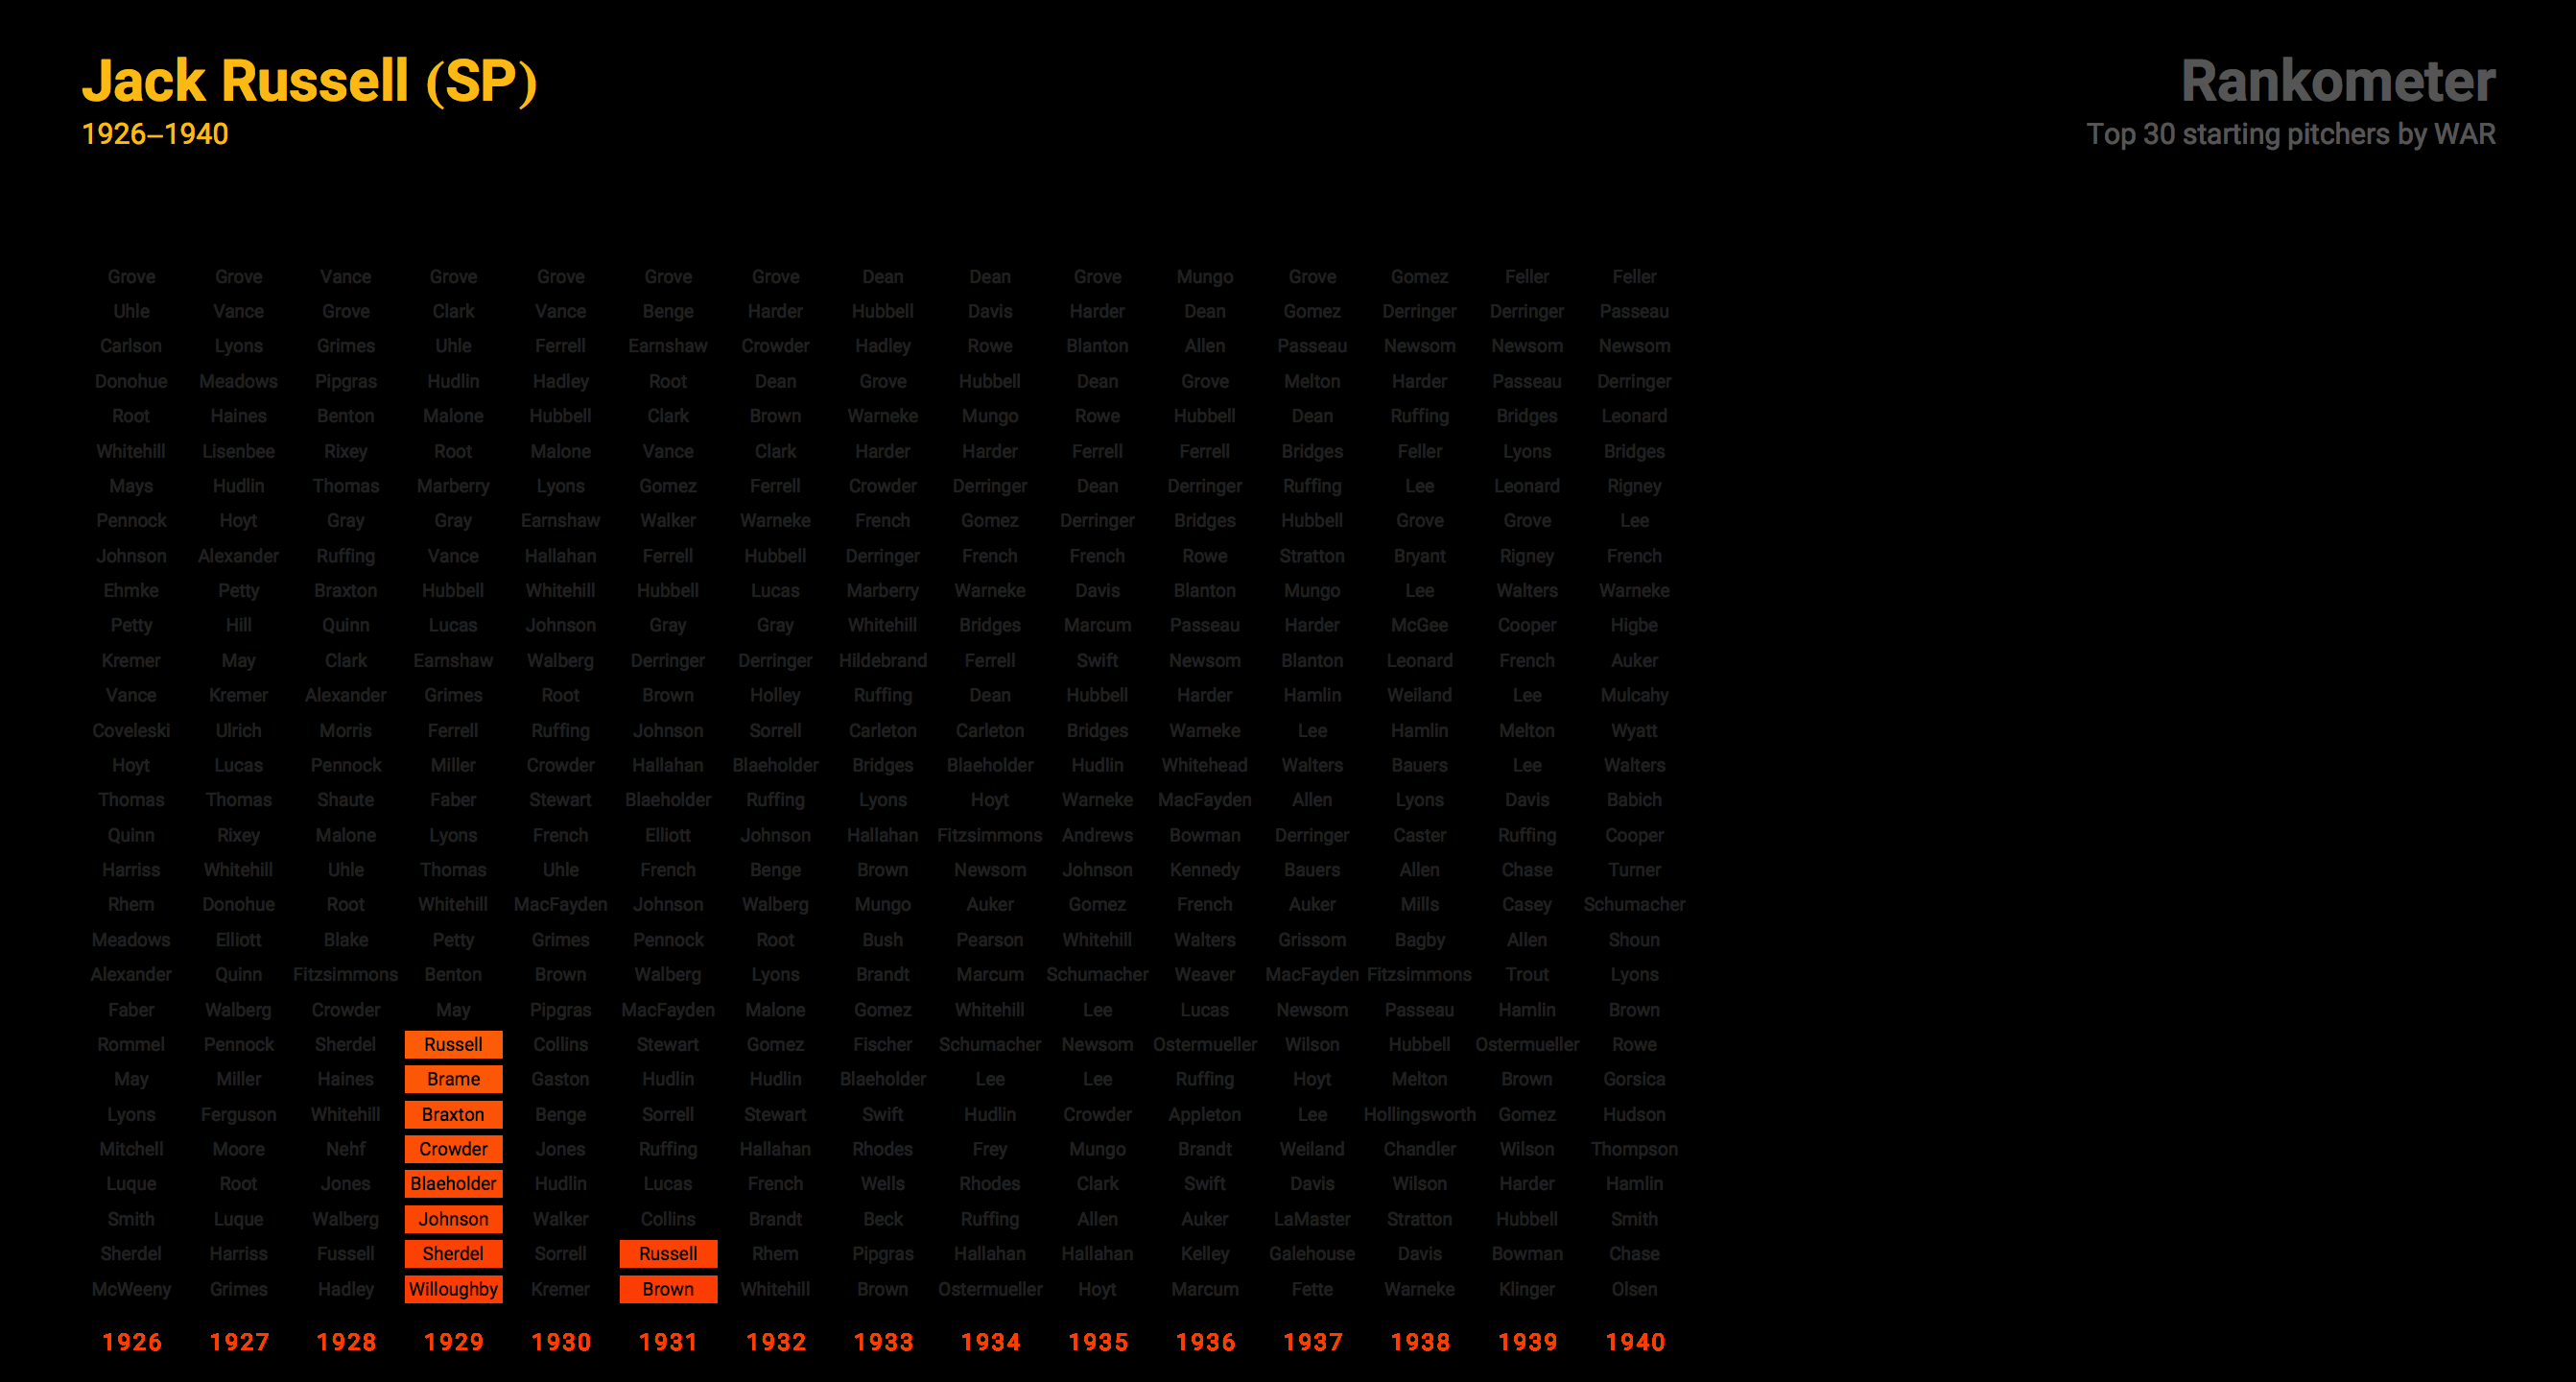 Jack Russell (SP)
1926–1940
Rankometer
Top 30 starting pitchers by WAR
Grove Grove Vance Grove Grove Grove Grove Dean Dean Grove Mungo Grove Gomez Feller Feller
Uhle Vance Grove Clark Vance Benge Harder Hubbell Davis Harder Dean Gomez Derringer Derringer Passeau
Carlson Lyons Grimes Uhle Ferrell Earnshaw Crowder Hadley Rowe Blanton Allen Passeau Newsom Newsom Newsom
Donohue Meadows Pipgras Hudlin Hadley Root Dean Grove Hubbell Dean Grove Melton Harder Passeau Derringer
Root Haines Benton Malone Hubbell Clark Brown Warneke Mungo Rowe Hubbell Dean Ruffing Bridges Leonard
Whitehill Lisenbee Rixey Root Malone Vance Clark Harder Harder Ferrell Ferrell Bridges Feller Lyons Bridges
Mays Hudlin Thomas Marberry Lyons Gomez Ferrell Crowder Derringer Dean Derringer Ruffing Lee Leonard Rigney
Pennock Hoyt Gray Gray Earnshaw Walker Warneke French Gomez Derringer Bridges Hubbell Grove Grove Lee
Johnson Alexander Ruffing Vance Hallahan Ferrell Hubbell Derringer French French Rowe Stratton Bryant Rigney French
Ehmke Petty Braxton Hubbell Whitehill Hubbell Lucas Marberry Warneke Davis Blanton Mungo Lee Walters Warneke
Petty Hill Quinn Lucas Johnson Gray Gray Whitehill Bridges Marcum Passeau Harder McGee Cooper Higbe
Kremer May Clark Earnshaw Walberg Derringer Derringer Hildebrand Ferrell Swift Newsom Blanton Leonard French Auker
Vance Kremer Alexander Grimes Root Brown Holley Ruffing Dean Hubbell Harder Hamlin Weiland Lee Mulcahy
Coveleski Ulrich Morris Ferrell Ruffing Johnson Sorrell Carleton Carleton Bridges Warneke Lee Hamlin Melton Wyatt
Hoyt Lucas Pennock Miller Crowder Hallahan Blaeholder Bridges Blaeholder Hudlin Whitehead Walters Bauers Lee Walters
Thomas Thomas Shaute Faber Stewart Blaeholder Ruffing Lyons Hoyt Warneke MacFayden Allen Lyons Davis Babich
Quinn Rixey Malone Lyons French Elliott Johnson Hallahan Fitzsimmons Andrews Bowman Derringer Caster Ruffing Cooper
Harriss Whitehill Uhle Thomas Uhle French Benge Brown Newsom Johnson Kennedy Bauers Allen Chase Turner
Rhem Donohue Root Whitehill MacFayden Johnson Walberg Mungo Auker Gomez French Auker Mills Casey Schumacher
Meadows Elliott Blake Petty Grimes Pennock Root Bush Pearson Whitehill Walters Grissom Bagby Allen Shoun
Alexander Quinn Fitzsimmons Benton Brown Walberg Lyons Brandt Marcum Schumacher Weaver MacFayden Fitzsimmons Trout Lyons
Faber Walberg Crowder May Pipgras MacFayden Malone Gomez Whitehill Lee Lucas Newsom Passeau Hamlin Brown
Rommel Pennock Sherdel Russell Collins Stewart Gomez Fischer Schumacher Newsom Ostermueller Wilson Hubbell Ostermueller Rowe
May Miller Haines Brame Gaston Hudlin Hudlin Blaeholder Lee Lee Ruffing Hoyt Melton Brown Gorsica
Lyons Ferguson Whitehill Braxton Benge Sorrell Stewart Swift Hudlin Crowder Appleton Lee Hollingsworth Gomez Hudson
Mitchell Moore Nehf Crowder Jones Ruffing Hallahan Rhodes Frey Mungo Brandt Weiland Chandler Wilson Thompson
Luque Root Jones Blaeholder Hudlin Lucas French Wells Rhodes Clark Swift Davis Wilson Harder Hamlin
Smith Luque Walberg Johnson Walker Collins Brandt Beck Ruffing Allen Auker LaMaster Stratton Hubbell Smith
Sherdel Harriss Fussell Sherdel Sorrell Russell Rhem Pipgras Hallahan Hallahan Kelley Galehouse Davis Bowman Chase
McWeeny Grimes Hadley Willoughby Kremer Brown Whitehill Brown Ostermueller Hoyt Marcum Fette Warneke Klinger Olsen
1926 1927 1928 1929 1930 1931 1932 1933 1934 1935 1936 1937 1938 1939 1940